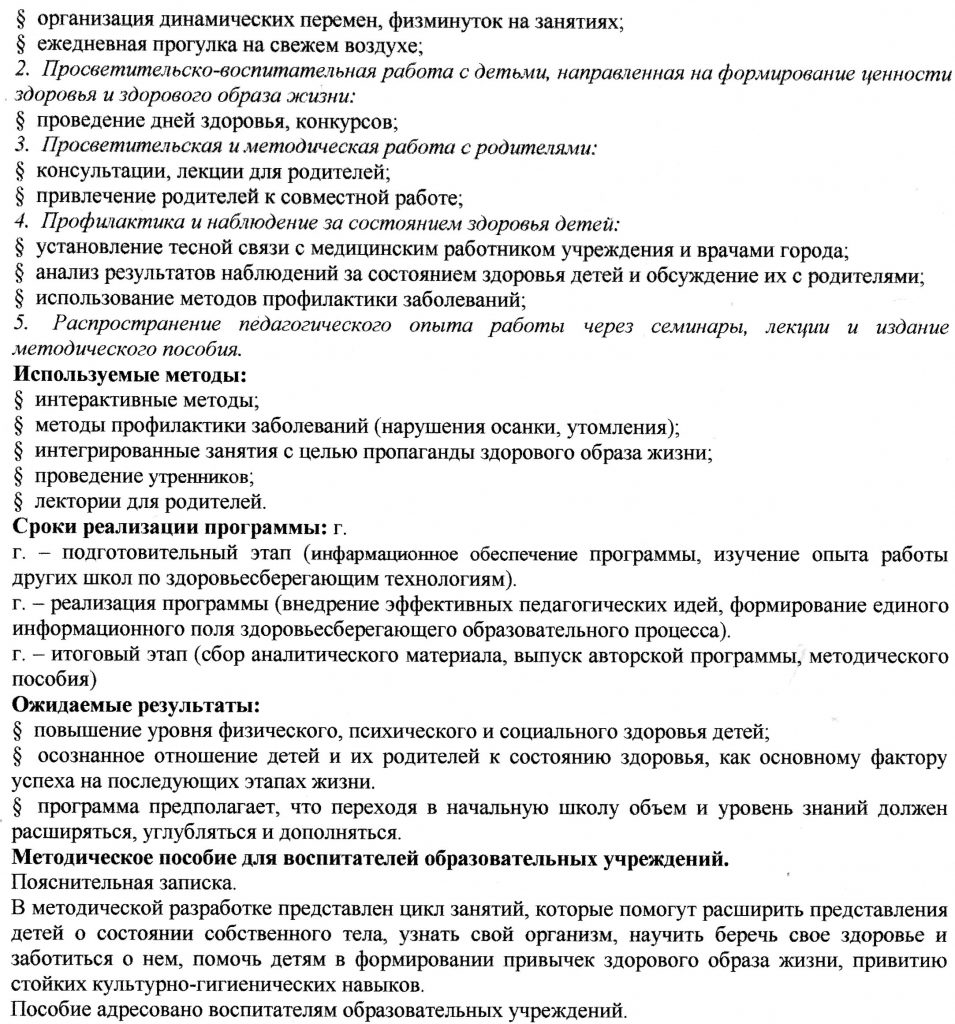 § организация динамических перемен, физминуток на занятиях;
§ ежедневная прогулка на свежем воздухе;
2. Просветительско-воспитательная работа с детьми, направленная на формирование ценности
здоровья и здорового образа жизни:
§ проведение дней здоровья, конкурсов;
3. Просветительская и методическая работа с родителями:
§ консультации, лекции для родителей;
§ привлечение родителей к совместной работе;
4. Профилактика и наблюдение за состоянием здоровья детей:
§ установление тесной связи с медицинским работником учреждения и врачами города;
§ анализ результатов наблюдений за состоянием здоровья детей и обсуждение их с родителями;
§ использование методов профилактики заболеваний;
5. Распространение педагогического опыта работы через семинары, лекции и издание
методического пособия.
Используемые методы:
§ интерактивные методы;
§ методы профилактики заболеваний (нарушения осанки, утомления);
§ интегрированные занятия с целью пропаганды здорового образа жизни;
§ проведение утренников;
§ лектории для родителей.
Сроки реализации программы: г.
г. – подготовительный этап (инфармационное обеспечение программы, изучение опыта работы
других школ по здоровьесберегающим технологиям).
г. – реализация программы (внедрение эффективных педагогических идей, формирование единого
информационного поля здоровьесберегающего образовательного процесса).
г. – итоговый этап (сбор аналитического материала, выпуск авторской программы, методического
пособия)
Ожидаемые результаты:
§ повышение уровня физического, психического и социального здоровья детей;
§ осознанное отношение детей и их родителей к состоянию здоровья, как основному фактору
успеха на последующих этапах жизни.
§ программа предполагает, что переходя в начальную школу объем и уровень знаний должен
расширяться, углубляться и дополняться.
Методическое пособие для воспитателей образовательных учреждений.
Пояснительная записка.
В методической разработке представлен цикл занятий, которые помогут расширить представления
детей о состоянии собственного тела, узнать свой организм, научить беречь свое здоровье и
заботиться о нем, помочь детям в формировании привычек здорового образа жизни, привитию
стойких культурно-гигиенических навыков.
Пособие адресовано воспитателям образовательных учреждений.